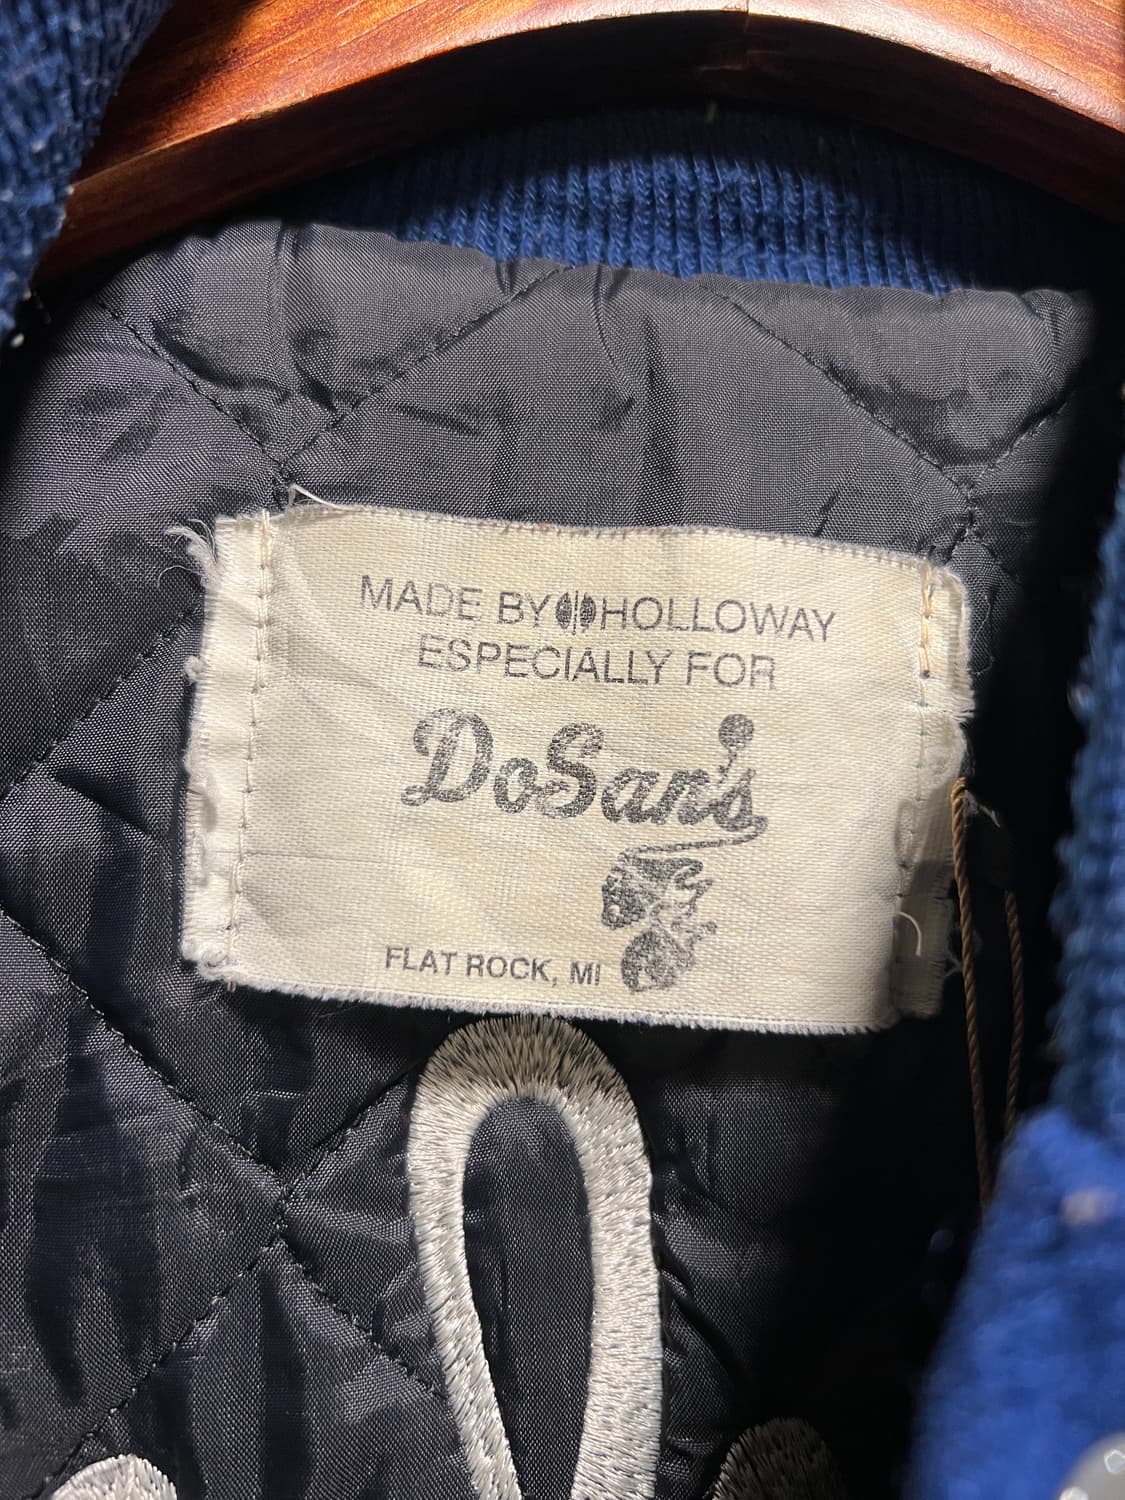 MADE BY HOLLOWAY
ESPECIALLY FOR
DoSan's
FLAT ROCK, MI